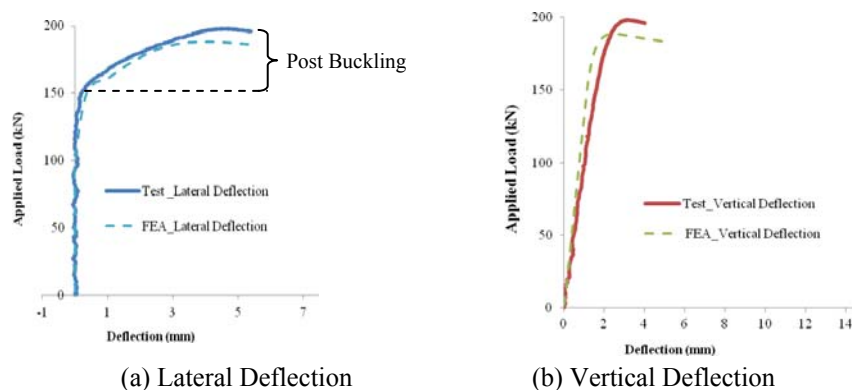 200
150
100
50
0
Applied Load (kN)
Post Buckling
Test _Lateral Deflection
FEA_Lateral Deflection
-1 1 3 5 7
Deflection (mm)
(a) Lateral Deflection
200
150
100
50
0
Applied Load (kN)
Test_Vertical Deflection
FEA_Vertical Deflection
0 2 4 6 8 10 12 14
Deflection (mm)
(b) Vertical Deflection